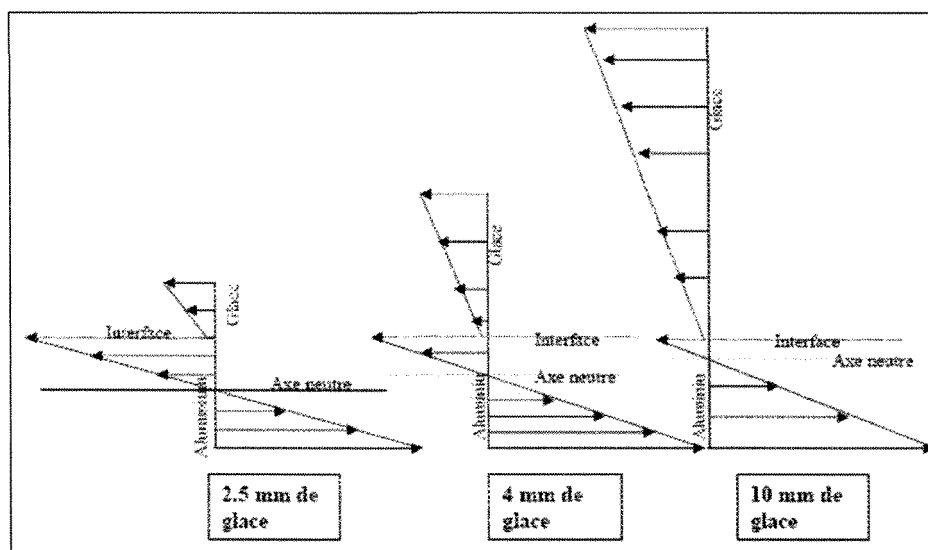 Glace
Interface
Axe neutre
Aluminium
2.5 mm de
glace
Glace
Interface
Axe neutre
Aluminium
4 mm de
glace
Glace
Interface
Axe neutre
Aluminium
10 mm de
glace